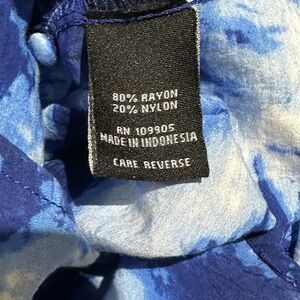 80% RAYON
20% NYLON
RN 109905
MADE IN INDONESIA
CARE REVERSE